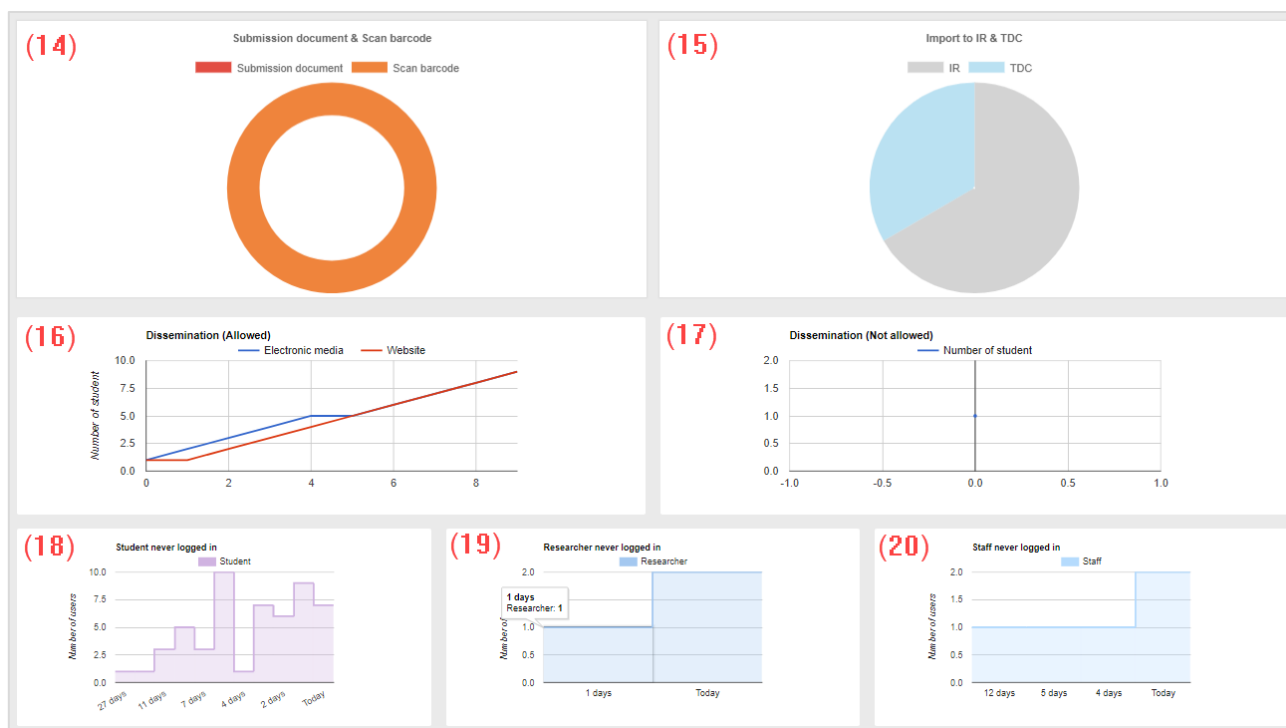 (14)
Submission document & Scan barcode
Submission document Scan barcode
(15)
Import to IR & TDC
IR TDC
(16)
Dissemination (Allowed)
Electronic media Website
Number of student
10.0
7.5
5.0
2.5
0.0
0 2 4 6 8
(17)
Dissemination (Not allowed)
Number of student
2.0
1.5
1.0
0.5
0.0
-1.0 -0.5 0.0 0.5 1.0
(18)
Student never logged in
Student
Number of users
10.0
7.5
5.0
2.5
0.0
27 days 11 days 7 days 4 days 2 days Today
(19)
Researcher never logged in
Researcher
Number of users
2.0
1 days
Researcher: 1
1.0
0.5
0.0
1 days Today
(20)
Staff never logged in
Staff
Number of users
2.0
1.5
1.0
0.5
0.0
12 days 5 days 4 days Today